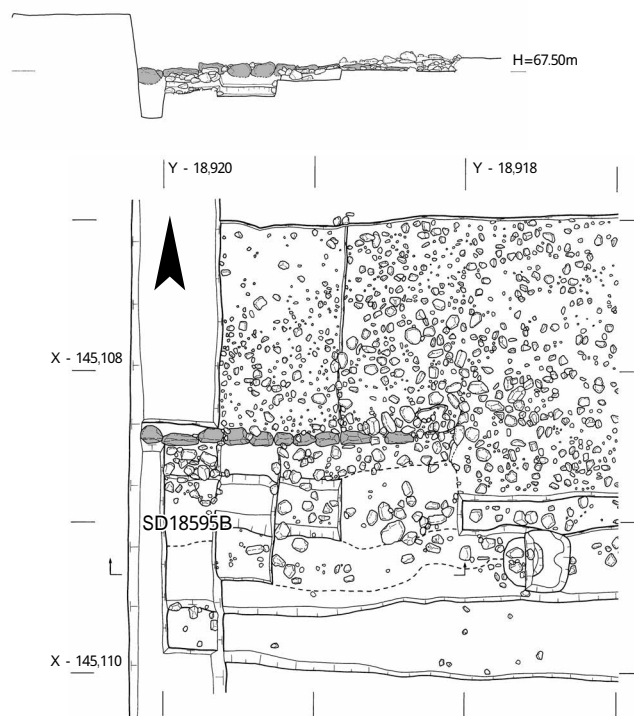 H=67.50m
Y - 18,920
Y - 18,918
X - 145,108
SD18595B
X - 145,110